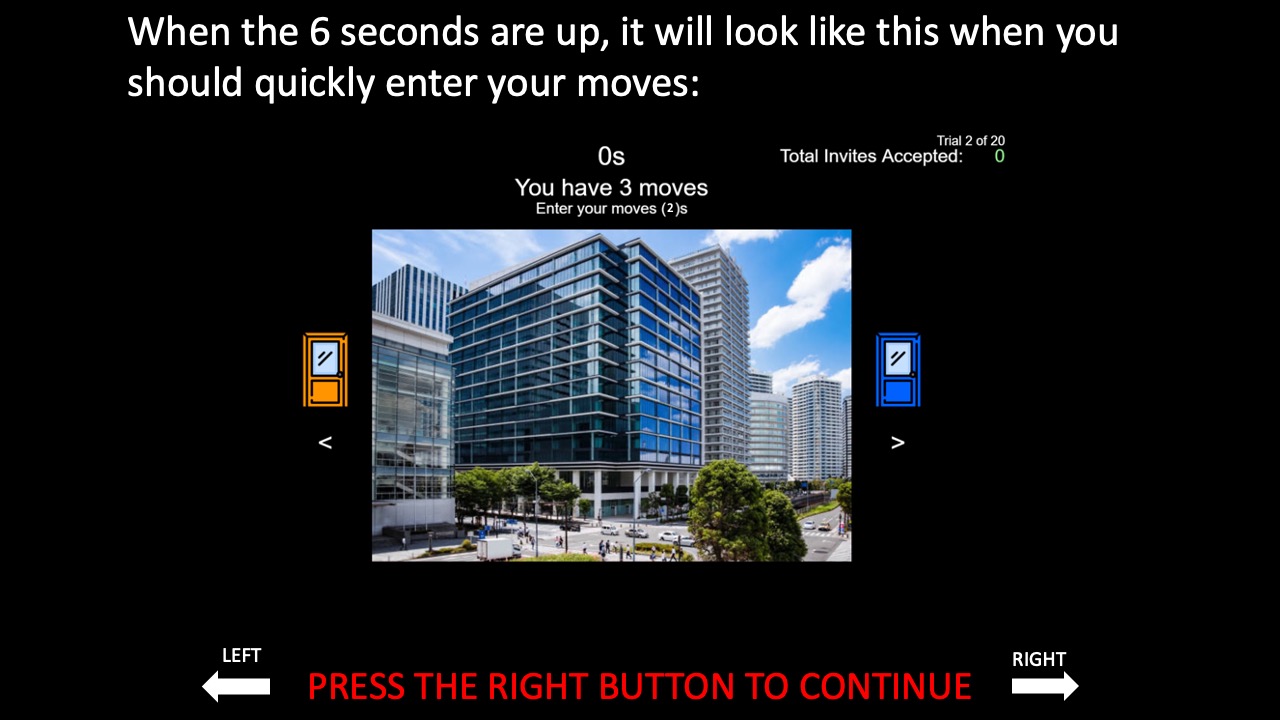 When the 6 seconds are up, it will look like this when you
should quickly enter your moves:
Trial 2 of 20
0s
Total Invites Accepted: 0
You have 3 moves
Enter your moves (2)s
< >
LEFT
RIGHT
PRESS THE RIGHT BUTTON TO CONTINUE